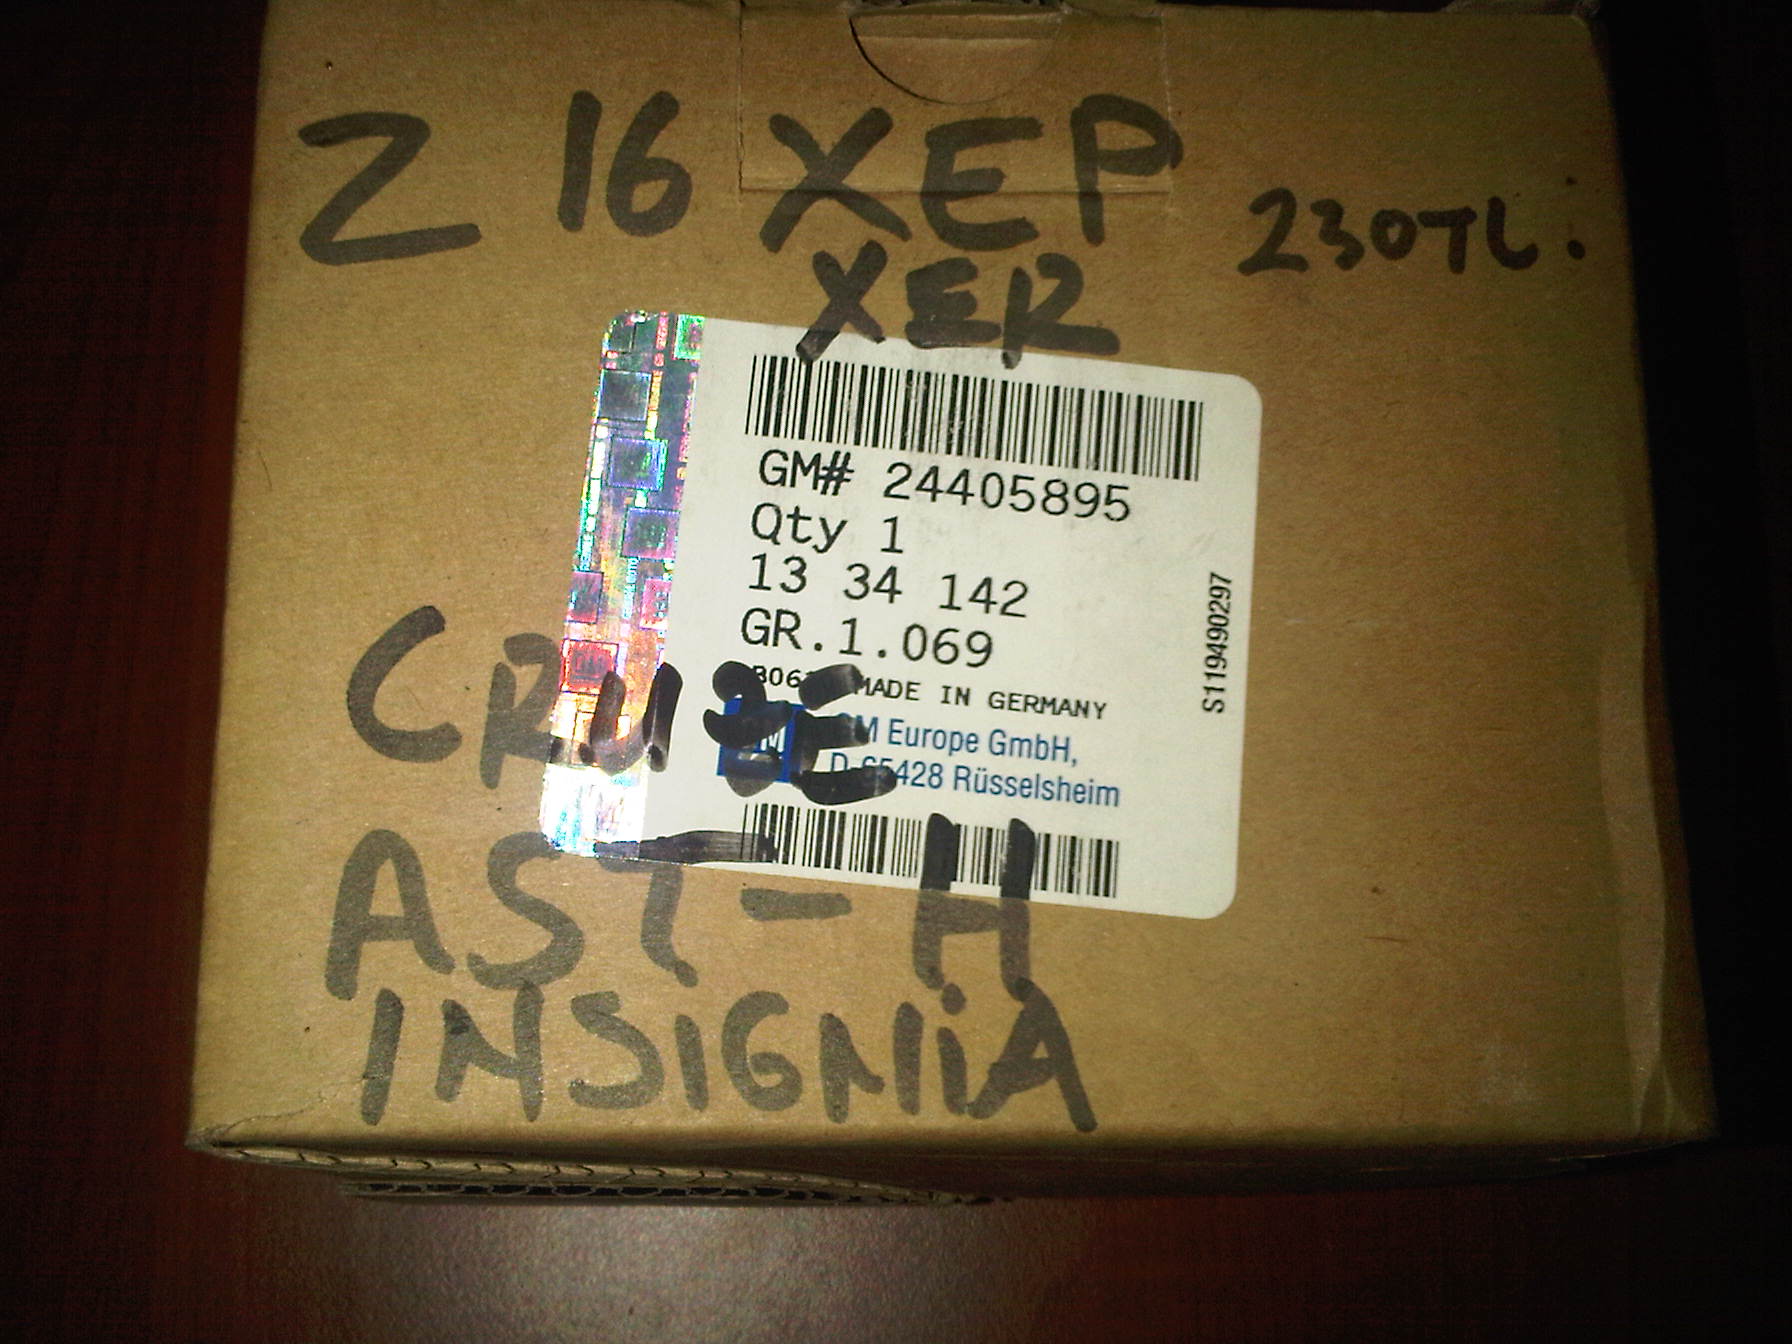 Z 16 XEP
XER
230TL.
GM# 24405895
Qty 1
13 34 142
GR.1.069
MADE IN GERMANY
Europe GmbH,
Rüsselsheim
S119490297
CRUZE
AST-H
INSIGNiA